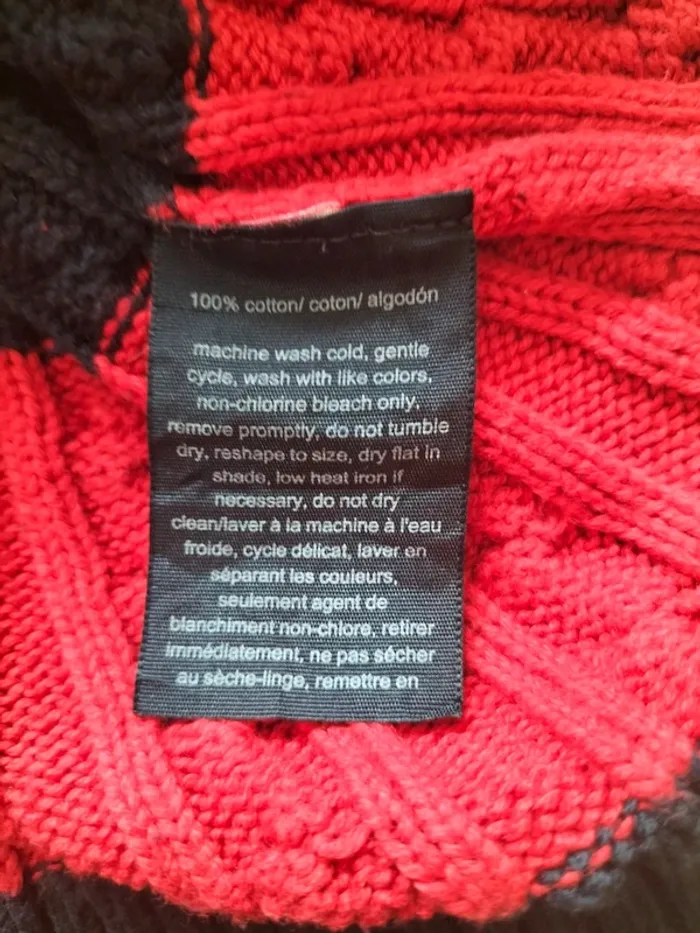 100% cotton/ coton/ algodón
machine wash cold, gentle
cycle, wash with like colors,
non-chlorine bleach only,
remove promptly, do not tumble
dry, reshape to size, dry flat in
shade, low heat iron if
necessary, do not dry
clean/laver à la machine à l'eau
froide, cycle délicat, laver en
séparant les couleurs,
seulement agent de
blanchiment non-chlore, retirer
immédiatement, ne pas sécher
au sèche-linge, remettre en